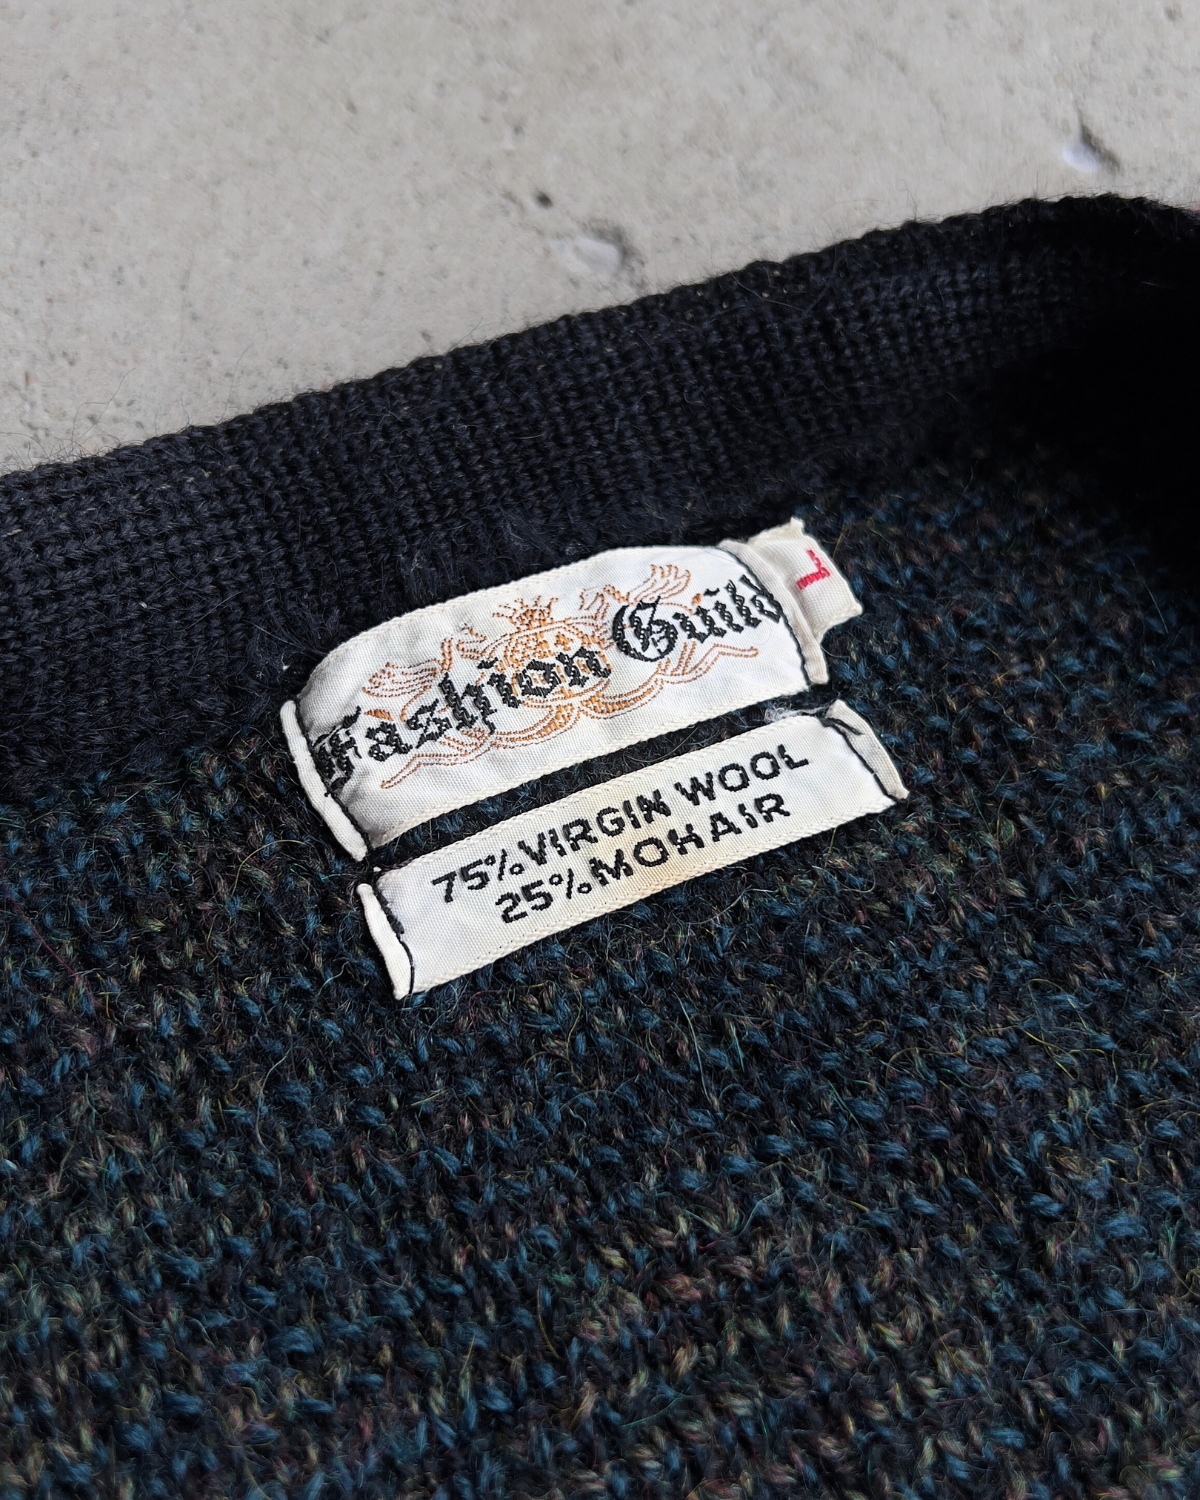 Fashion Guild
L
75% VIRGIN WOOL
25% MOHAIR